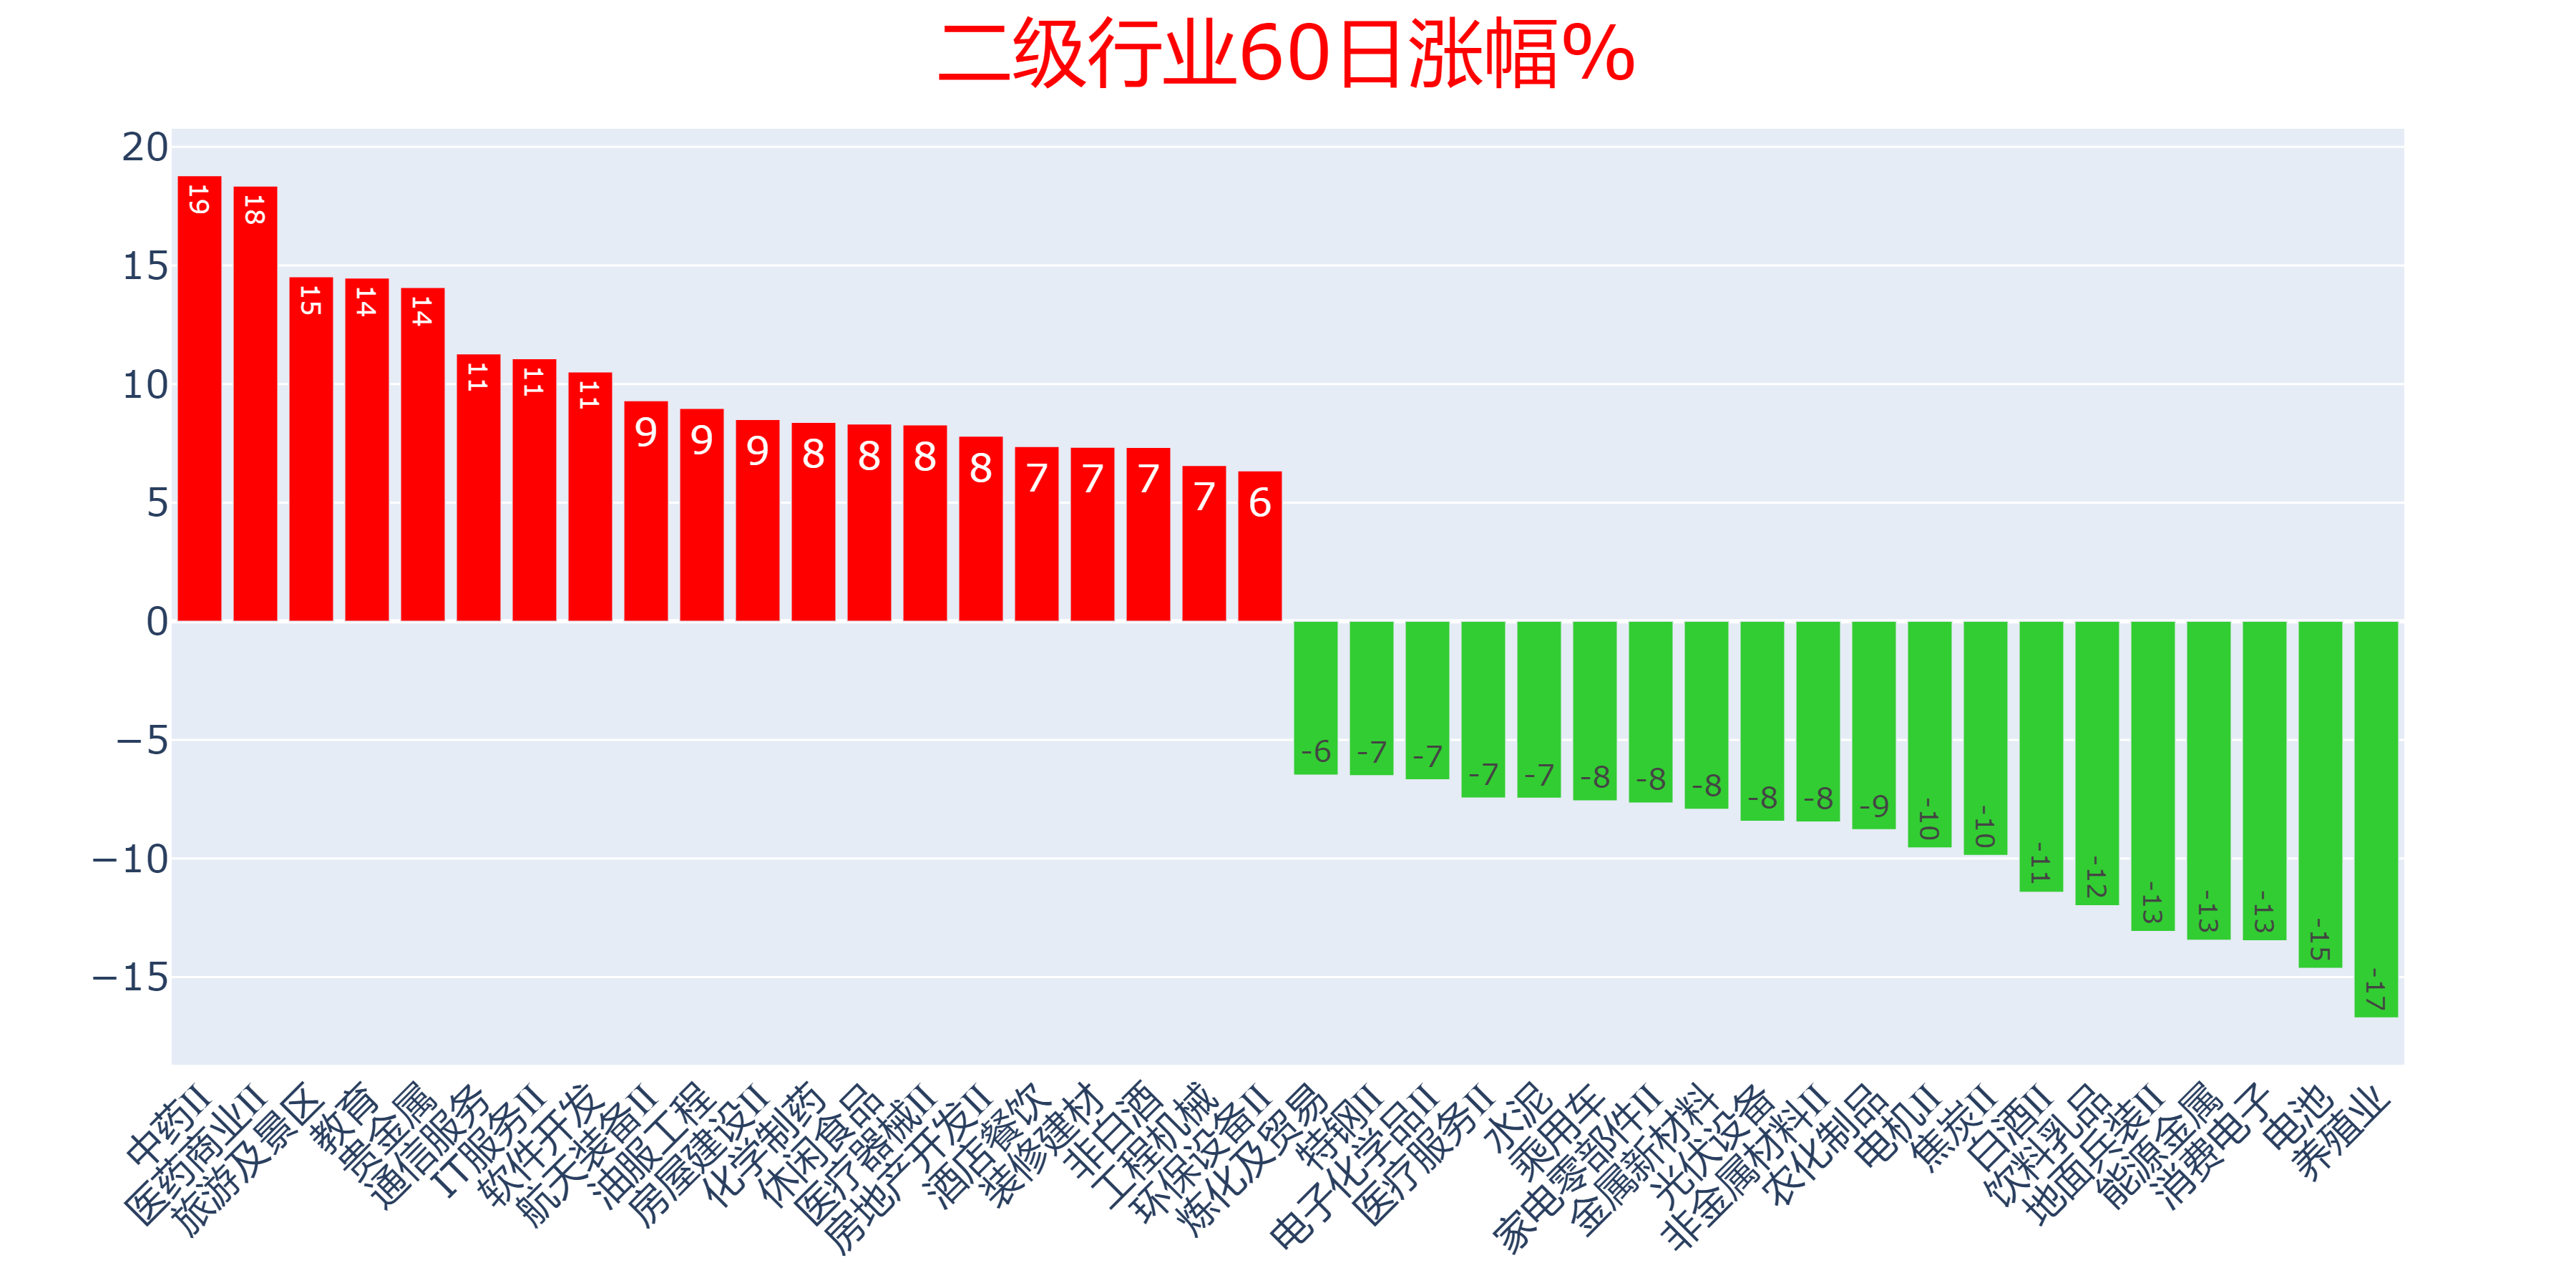 二级行业60日涨幅%
20
15
10
5
0
−5
−10
−15
19
18
15
14
14
11
11
11
9
9
9
8
8
8
8
7
7
7
7
6
-6
-7
-7
-7
-7
-8
-8
-8
-8
-8
-9
-10
-10
-11
-12
-13
-13
-13
-15
-17
中药Ⅱ
医药商业Ⅱ
旅游及景区
教育
贵金属
通信服务
IT服务Ⅱ
软件开发
航天装备Ⅱ
油服工程
房屋建设Ⅱ
化学制药
休闲食品
医疗器械Ⅱ
房地产开发Ⅱ
酒店餐饮
装修建材
非白酒
工程机械
环保设备Ⅱ
炼化及贸易
特钢Ⅱ
电子化学品Ⅱ
医疗服务Ⅱ
水泥
乘用车
家电零部件Ⅱ
金属新材料
光伏设备
非金属材料Ⅱ
农化制品
电机Ⅱ
焦炭Ⅱ
白酒Ⅱ
饮料乳品
地面兵装Ⅱ
能源金属
消费电子
电池
养殖业